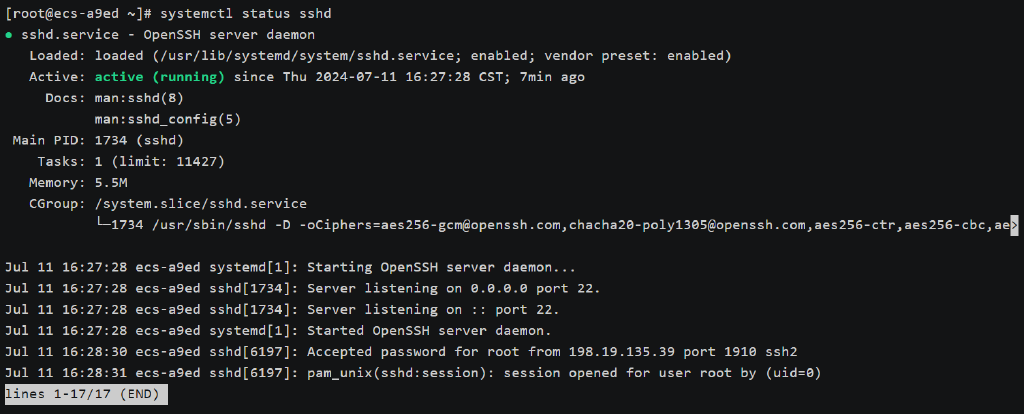 [root@ecs-a9ed ~]# systemctl status sshd
● sshd.service - OpenSSH server daemon
   Loaded: loaded (/usr/lib/systemd/system/sshd.service; enabled; vendor preset: enabled)
   Active: active (running) since Thu 2024-07-11 16:27:28 CST; 7min ago
     Docs: man:sshd(8)
           man:sshd_config(5)
 Main PID: 1734 (sshd)
    Tasks: 1 (limit: 11427)
   Memory: 5.5M
   CGroup: /system.slice/sshd.service
           └─1734 /usr/sbin/sshd -D -oCiphers=aes256-gcm@openssh.com,chacha20-poly1305@openssh.com,aes256-ctr,aes256-cbc,ae>

Jul 11 16:27:28 ecs-a9ed systemd[1]: Starting OpenSSH server daemon...
Jul 11 16:27:28 ecs-a9ed sshd[1734]: Server listening on 0.0.0.0 port 22.
Jul 11 16:27:28 ecs-a9ed sshd[1734]: Server listening on :: port 22.
Jul 11 16:27:28 ecs-a9ed systemd[1]: Started OpenSSH server daemon.
Jul 11 16:28:30 ecs-a9ed sshd[6197]: Accepted password for root from 198.19.135.39 port 1910 ssh2
Jul 11 16:28:31 ecs-a9ed sshd[6197]: pam_unix(sshd:session): session opened for user root by (uid=0)
lines 1-17/17 (END)